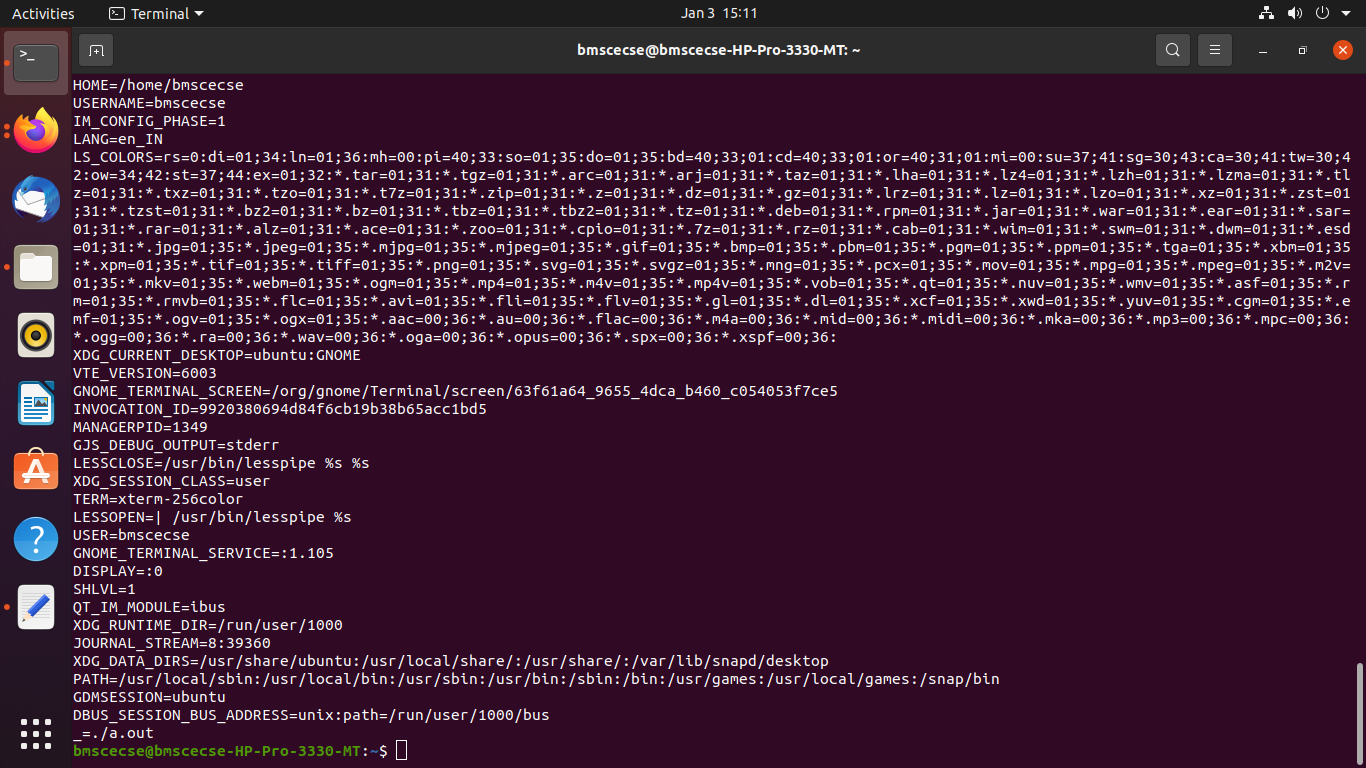 Activities
Terminal
Jan 3 15:11
bmscecse@bmscecse-HP-Pro-3330-MT: ~
HOME=/home/bmscecse
USERNAME=bmscecse
IM_CONFIG_PHASE=1
LANG=en_IN
LS_COLORS=rs=0:di=01;34:ln=01;36:mh=00:pi=40;33:so=01;35:do=01;35:bd=40;33;01:cd=40;33;01:or=40;31;01:mi=00:su=37;41:sg=30;43:ca=30;41:tw=30;4
2:ow=34;42:st=37;44:ex=01;32:*.tar=01;31:*.tgz=01;31:*.arc=01;31:*.arj=01;31:*.taz=01;31:*.lha=01;31:*.lz4=01;31:*.lzh=01;31:*.lzma=01;31:*.tl
z=01;31:*.txz=01;31:*.tzo=01;31:*.t7z=01;31:*.zip=01;31:*.z=01;31:*.dz=01;31:*.gz=01;31:*.lrz=01;31:*.lz=01;31:*.lzo=01;31:*.xz=01;31:*.zst=01
;31:*.tzst=01;31:*.bz2=01;31:*.bz=01;31:*.tbz=01;31:*.tbz2=01;31:*.tz=01;31:*.deb=01;31:*.rpm=01;31:*.jar=01;31:*.war=01;31:*.ear=01;31:*.sar=
01;31:*.rar=01;31:*.alz=01;31:*.ace=01;31:*.zoo=01;31:*.cpio=01;31:*.7z=01;31:*.rz=01;31:*.cab=01;31:*.wim=01;31:*.swm=01;31:*.dwm=01;31:*.esd
=01;31:*.jpg=01;35:*.jpeg=01;35:*.mjpg=01;35:*.mjpeg=01;35:*.gif=01;35:*.bmp=01;35:*.pbm=01;35:*.pgm=01;35:*.ppm=01;35:*.tga=01;35:*.xbm=01;35
:*.xpm=01;35:*.tif=01;35:*.tiff=01;35:*.png=01;35:*.svg=01;35:*.svgz=01;35:*.mng=01;35:*.pcx=01;35:*.mov=01;35:*.mpg=01;35:*.mpeg=01;35:*.m2v=
01;35:*.mkv=01;35:*.webm=01;35:*.ogm=01;35:*.mp4=01;35:*.m4v=01;35:*.mp4v=01;35:*.vob=01;35:*.qt=01;35:*.nuv=01;35:*.wmv=01;35:*.asf=01;35:*.r
m=01;35:*.rmvb=01;35:*.flc=01;35:*.avi=01;35:*.fli=01;35:*.flv=01;35:*.gl=01;35:*.dl=01;35:*.xcf=01;35:*.xwd=01;35:*.yuv=01;35:*.cgm=01;35:*.e
mf=01;35:*.ogv=01;35:*.ogx=01;35:*.aac=00;36:*.au=00;36:*.flac=00;36:*.m4a=00;36:*.mid=00;36:*.midi=00;36:*.mka=00;36:*.mp3=00;36:*.mpc=00;36:
*.ogg=00;36:*.ra=00;36:*.wav=00;36:*.oga=00;36:*.opus=00;36:*.spx=00;36:*.xspf=00;36:
XDG_CURRENT_DESKTOP=ubuntu:GNOME
VTE_VERSION=6003
GNOME_TERMINAL_SCREEN=/org/gnome/Terminal/screen/63f61a64_9655_4dca_b460_c054053f7ce5
INVOCATION_ID=9920380694d84f6cb19b38b65acc1bd5
MANAGERPID=1349
GJS_DEBUG_OUTPUT=stderr
LESSCLOSE=/usr/bin/lesspipe %s %s
XDG_SESSION_CLASS=user
TERM=xterm-256color
LESSOPEN=| /usr/bin/lesspipe %s
USER=bmscecse
GNOME_TERMINAL_SERVICE=:1.105
DISPLAY=:0
SHLVL=1
QT_IM_MODULE=ibus
XDG_RUNTIME_DIR=/run/user/1000
JOURNAL_STREAM=8:39360
XDG_DATA_DIRS=/usr/share/ubuntu:/usr/local/share/:/usr/share/:/var/lib/snapd/desktop
PATH=/usr/local/sbin:/usr/local/bin:/usr/sbin:/usr/bin:/sbin:/bin:/usr/games:/usr/local/games:/snap/bin
GDMSESSION=ubuntu
DBUS_SESSION_BUS_ADDRESS=unix:path=/run/user/1000/bus
_=./a.out
bmscecse@bmscecse-HP-Pro-3330-MT:~$